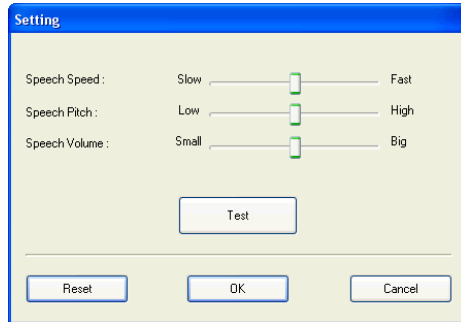 Setting
Speech Speed : Slow Fast
Speech Pitch : Low High
Speech Volume : Small Big
Test
Reset OK Cancel